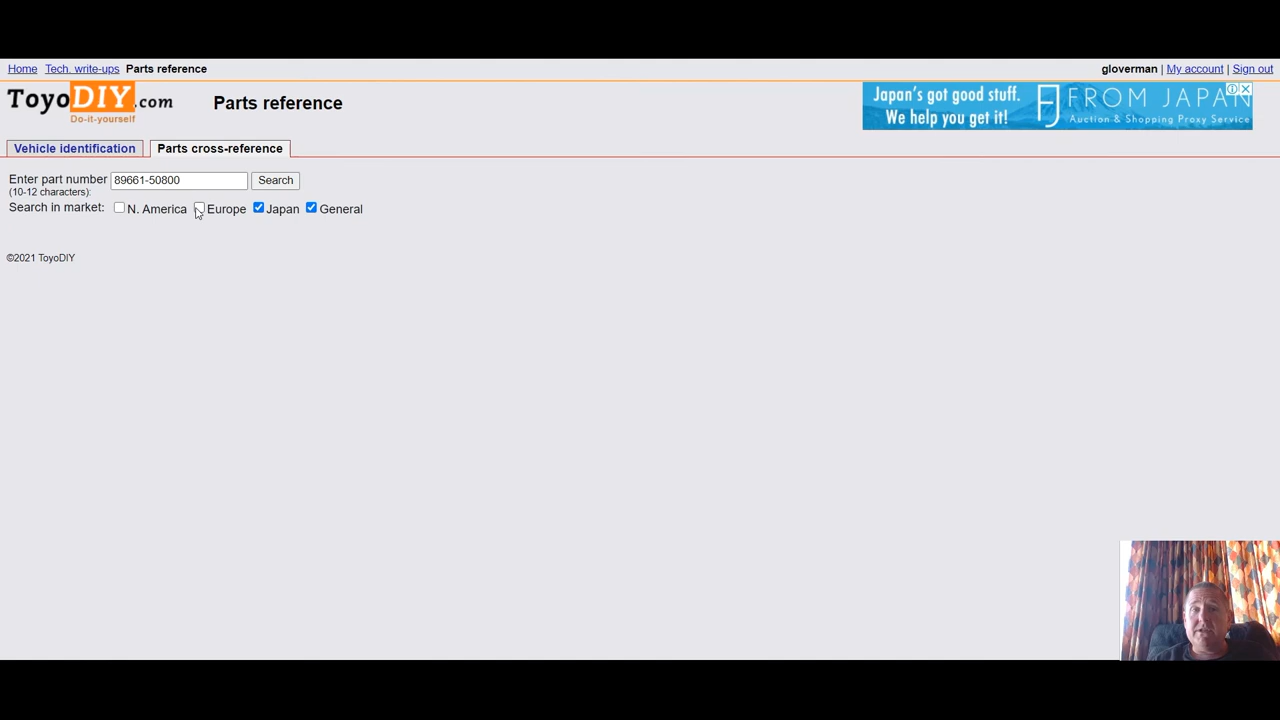 Home Tech. write-ups Parts reference gloverman | My account | Sign out
ToyoDIY.com
Do-it-yourself
Parts reference
Japan's got good stuff.
We help you get it!
FJ FROM JAPAN
Auction & Shopping Proxy Service
Vehicle identification Parts cross-reference
Enter part number 89661-50800 Search
(10-12 characters):
Search in market: N. America Europe Japan General
©2021 ToyoDIY